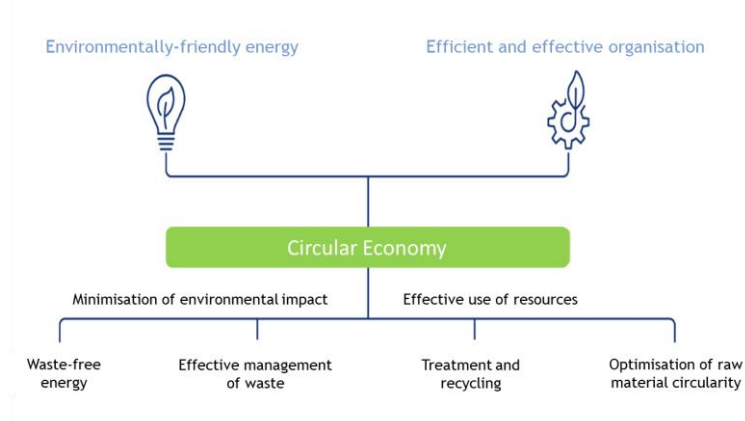 Environmentally-friendly energy
Efficient and effective organisation
Circular Economy
Minimisation of environmental impact
Effective use of resources
Waste-free
energy
Effective management
of waste
Treatment and
recycling
Optimisation of raw
material circularity